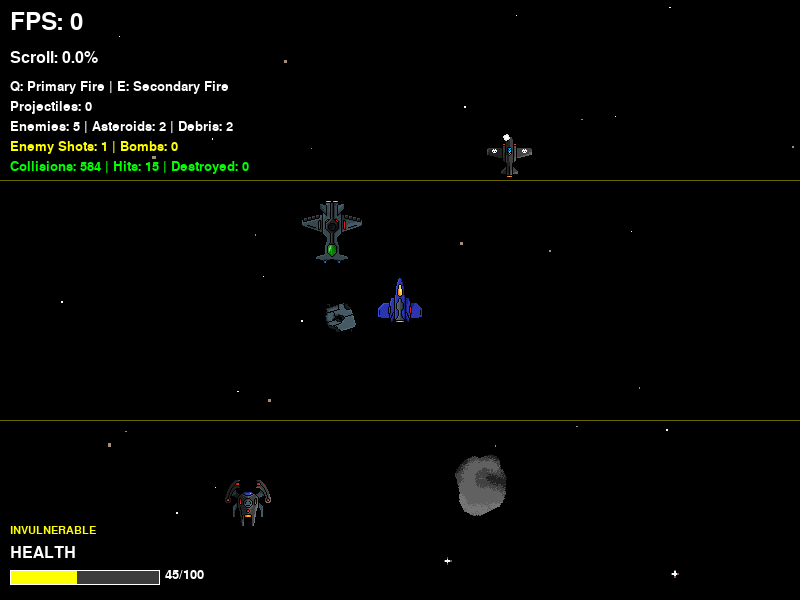 FPS: 0
Scroll: 0.0%
Q: Primary Fire | E: Secondary Fire
Projectiles: 0
Enemies: 5 | Asteroids: 2 | Debris: 2
Enemy Shots: 1 | Bombs: 0
Collisions: 584 | Hits: 15 | Destroyed: 0
INVULNERABLE
HEALTH
45/100